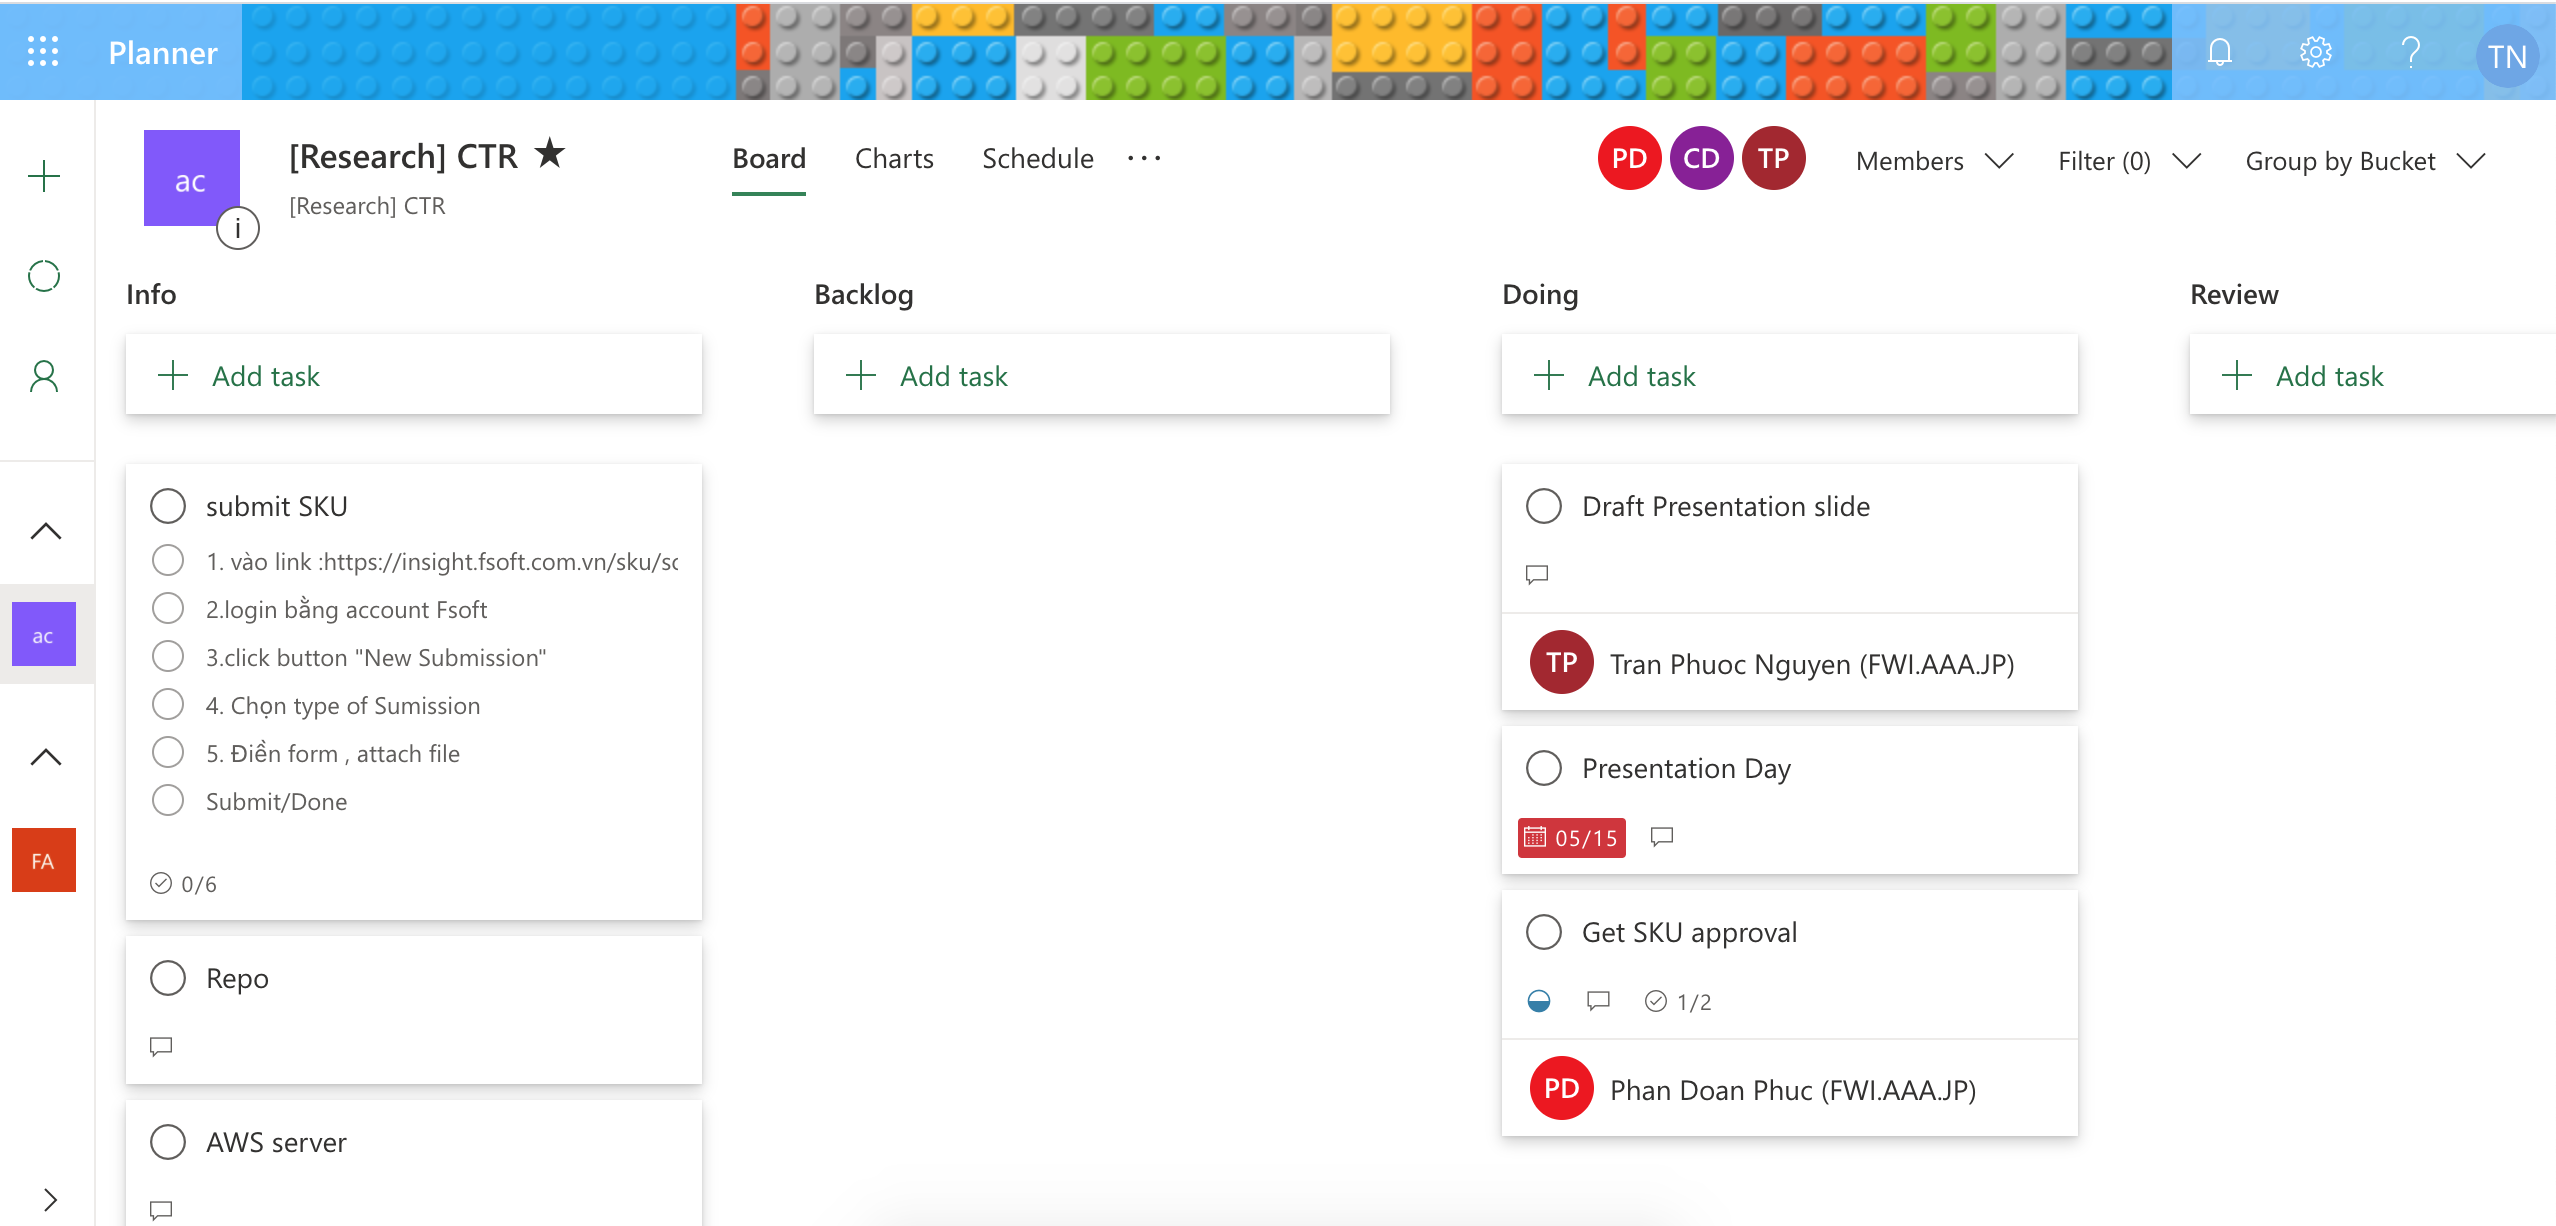 Planner
TN
ac
i
[Research] CTR
[Research] CTR
Board
Charts
Schedule
PD
CD
TP
Members
Filter (0)
Group by Bucket
ac
FA
Info
Add task
submit SKU
1. vào link :https://insight.fsoft.com.vn/sku/sc
2.login bằng account Fsoft
3.click button "New Submission"
4. Chọn type of Sumission
5. Điền form , attach file
Submit/Done
0/6
Repo
AWS server
Backlog
Add task
Doing
Add task
Draft Presentation slide
TP Tran Phuoc Nguyen (FWI.AAA.JP)
Presentation Day
05/15
Get SKU approval
1/2
PD Phan Doan Phuc (FWI.AAA.JP)
Review
Add task